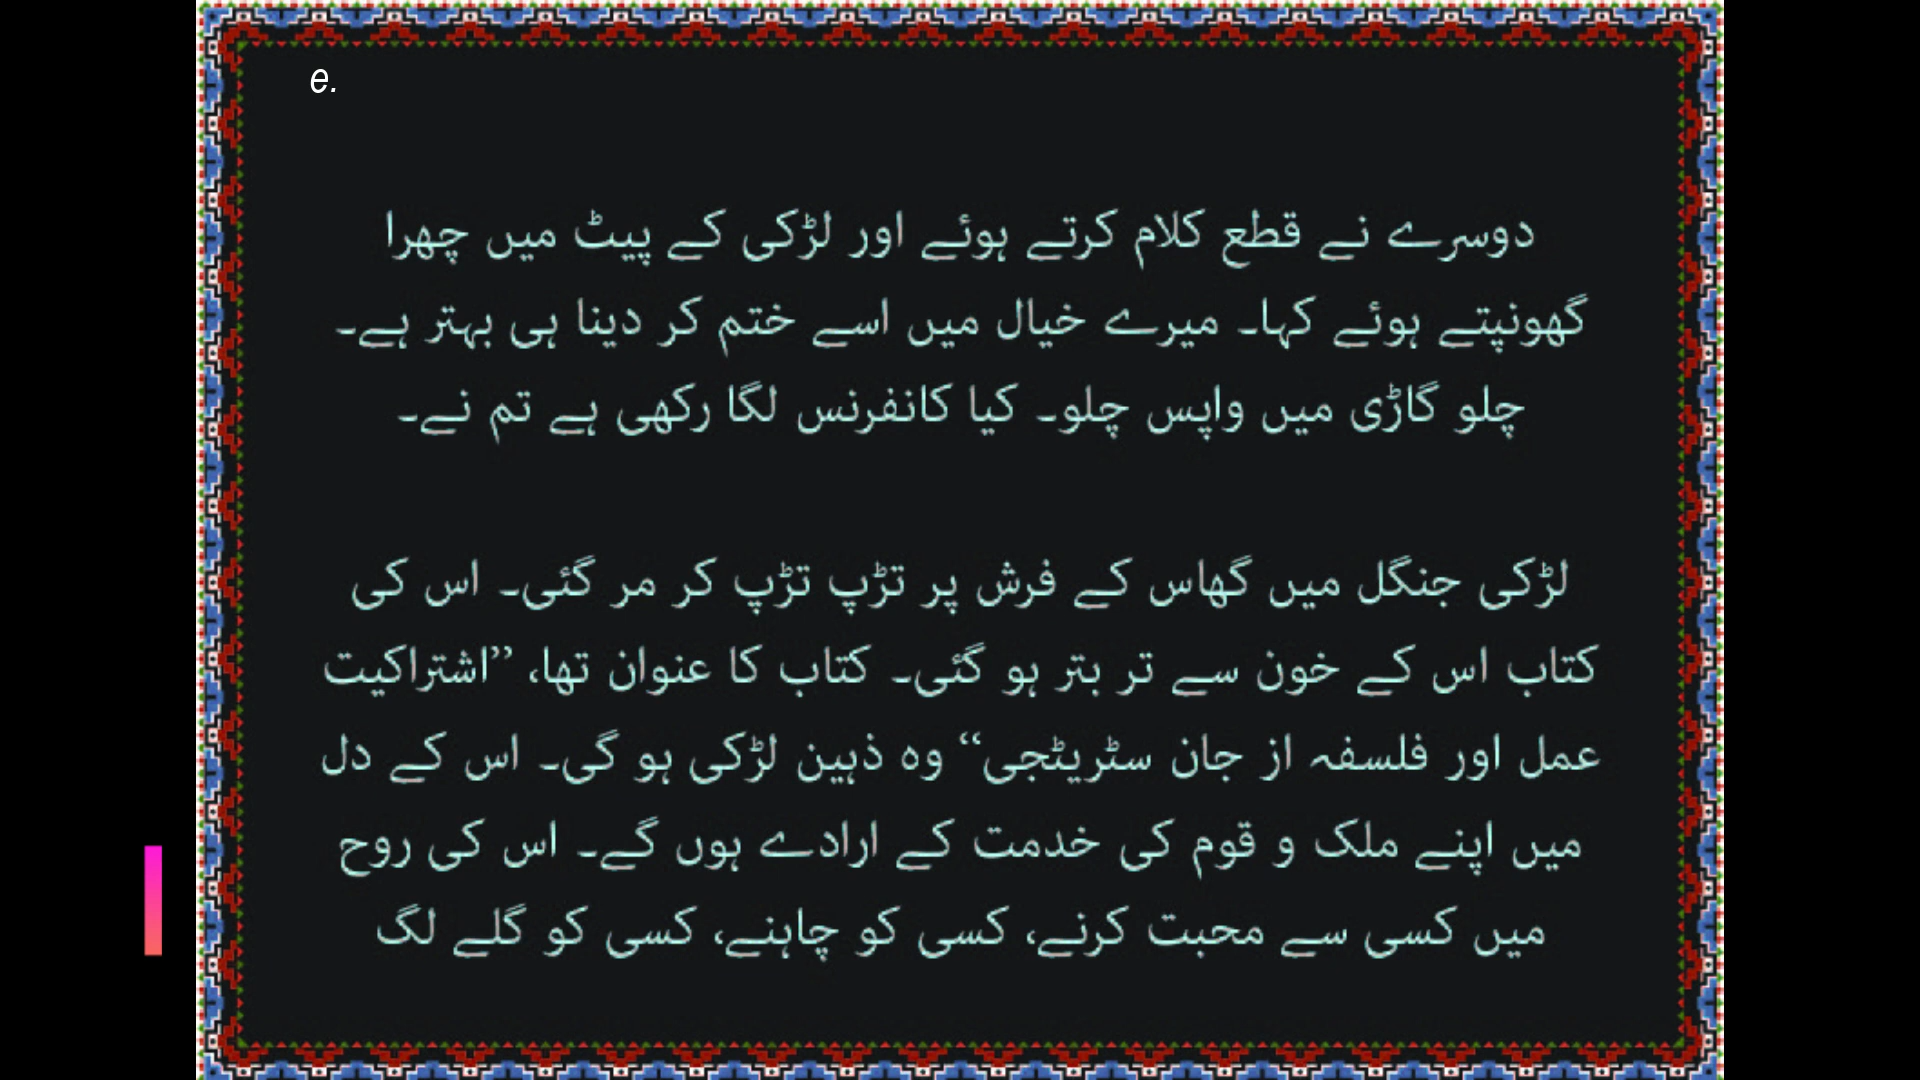 e.
دوسرے نے قطع کلام کرتے ہوئے اور لڑکی کے پیٹ میں چھرا
گھونپتے ہوئے کہا۔ میرے خیال میں اسے ختم کر دینا ہی بہتر ہے۔
چلو گاڑی میں واپس چلو۔ کیا کانفرنس لگا رکھی ہے تم نے۔
لڑکی جنگل میں گھاس کے فرش پر تڑپ تڑپ کر مر گئی۔ اس کی
کتاب اس کے خون سے تر بتر ہو گئی۔ کتاب کا عنوان تھا، ’’اشتراکیت
عمل اور فلسفہ از جان سٹریٹجی‘‘ وہ ذہین لڑکی ہو گی۔ اس کے دل
میں اپنے ملک و قوم کی خدمت کے ارادے ہوں گے۔ اس کی روح
میں کسی سے محبت کرنے، کسی کو چاہنے، کسی کو گلے لگ